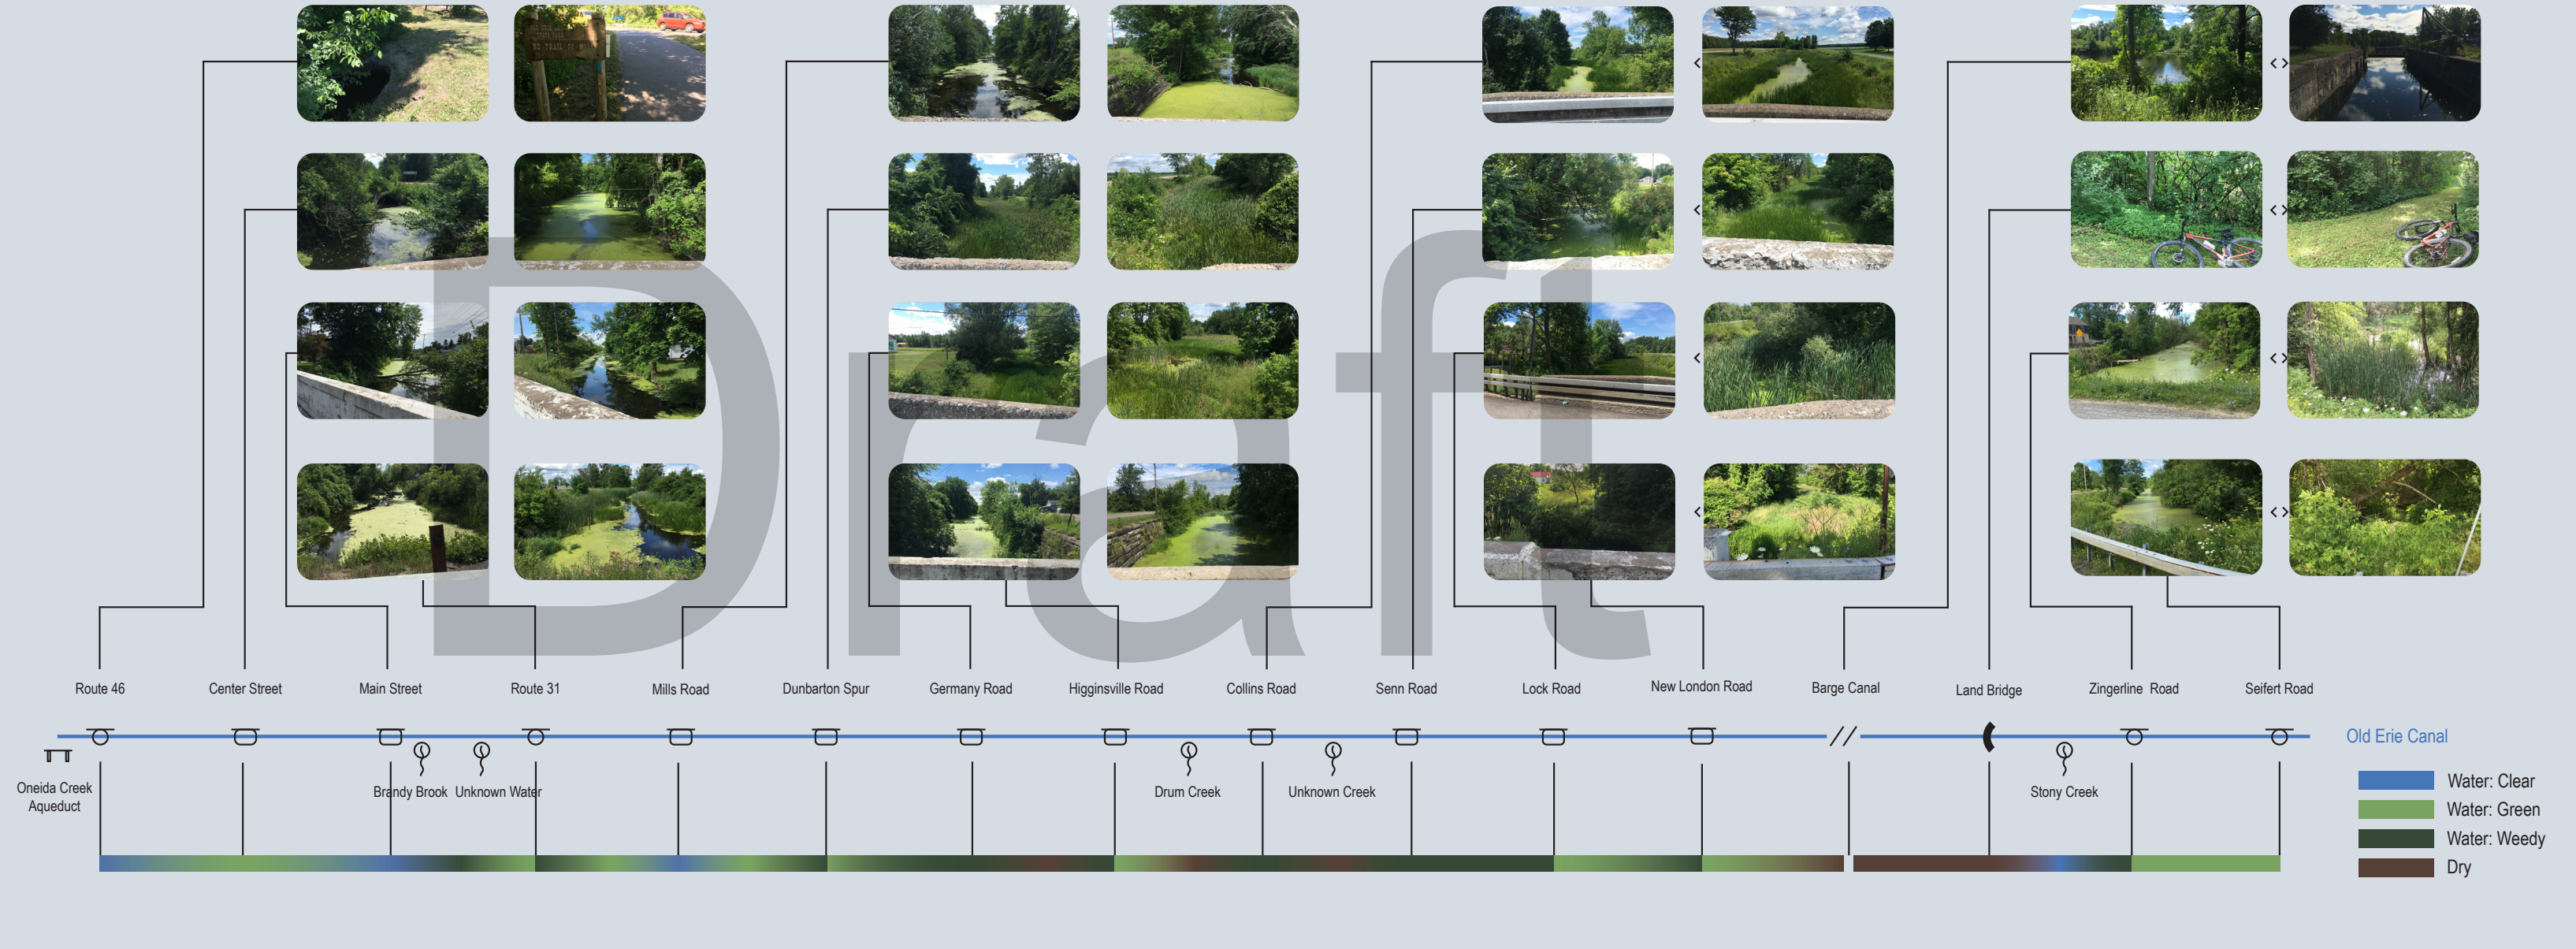 Draft
Route 46
Center Street
Main Street
Route 31
Mills Road
Dunbarton Spur
Germany Road
Higginsville Road
Collins Road
Senn Road
Lock Road
New London Road
Barge Canal
Land Bridge
Zingerline Road
Seifert Road
Old Erie Canal
Oneida Creek
Aqueduct
Brandy Brook
Unknown Water
Drum Creek
Unknown Creek
Stony Creek
Water: Clear
Water: Green
Water: Weedy
Dry